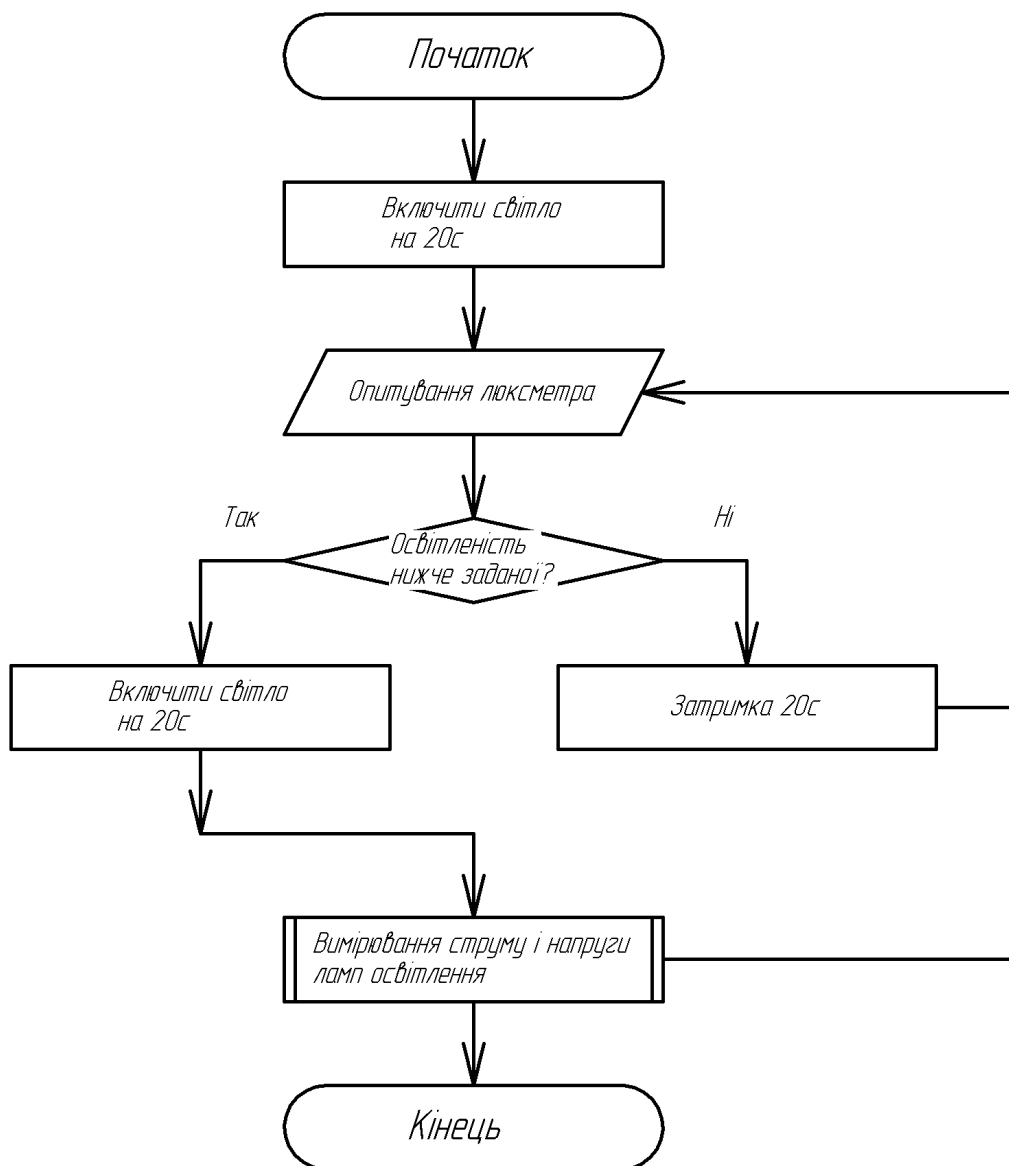 Початок
Включити світло
на 20с
Опитування люксметра
Так
Ні
Освітленість
нижче заданої?
Включити світло
на 20с
Затримка 20с
Вимірювання струму і напруги
ламп освітлення
Кінець